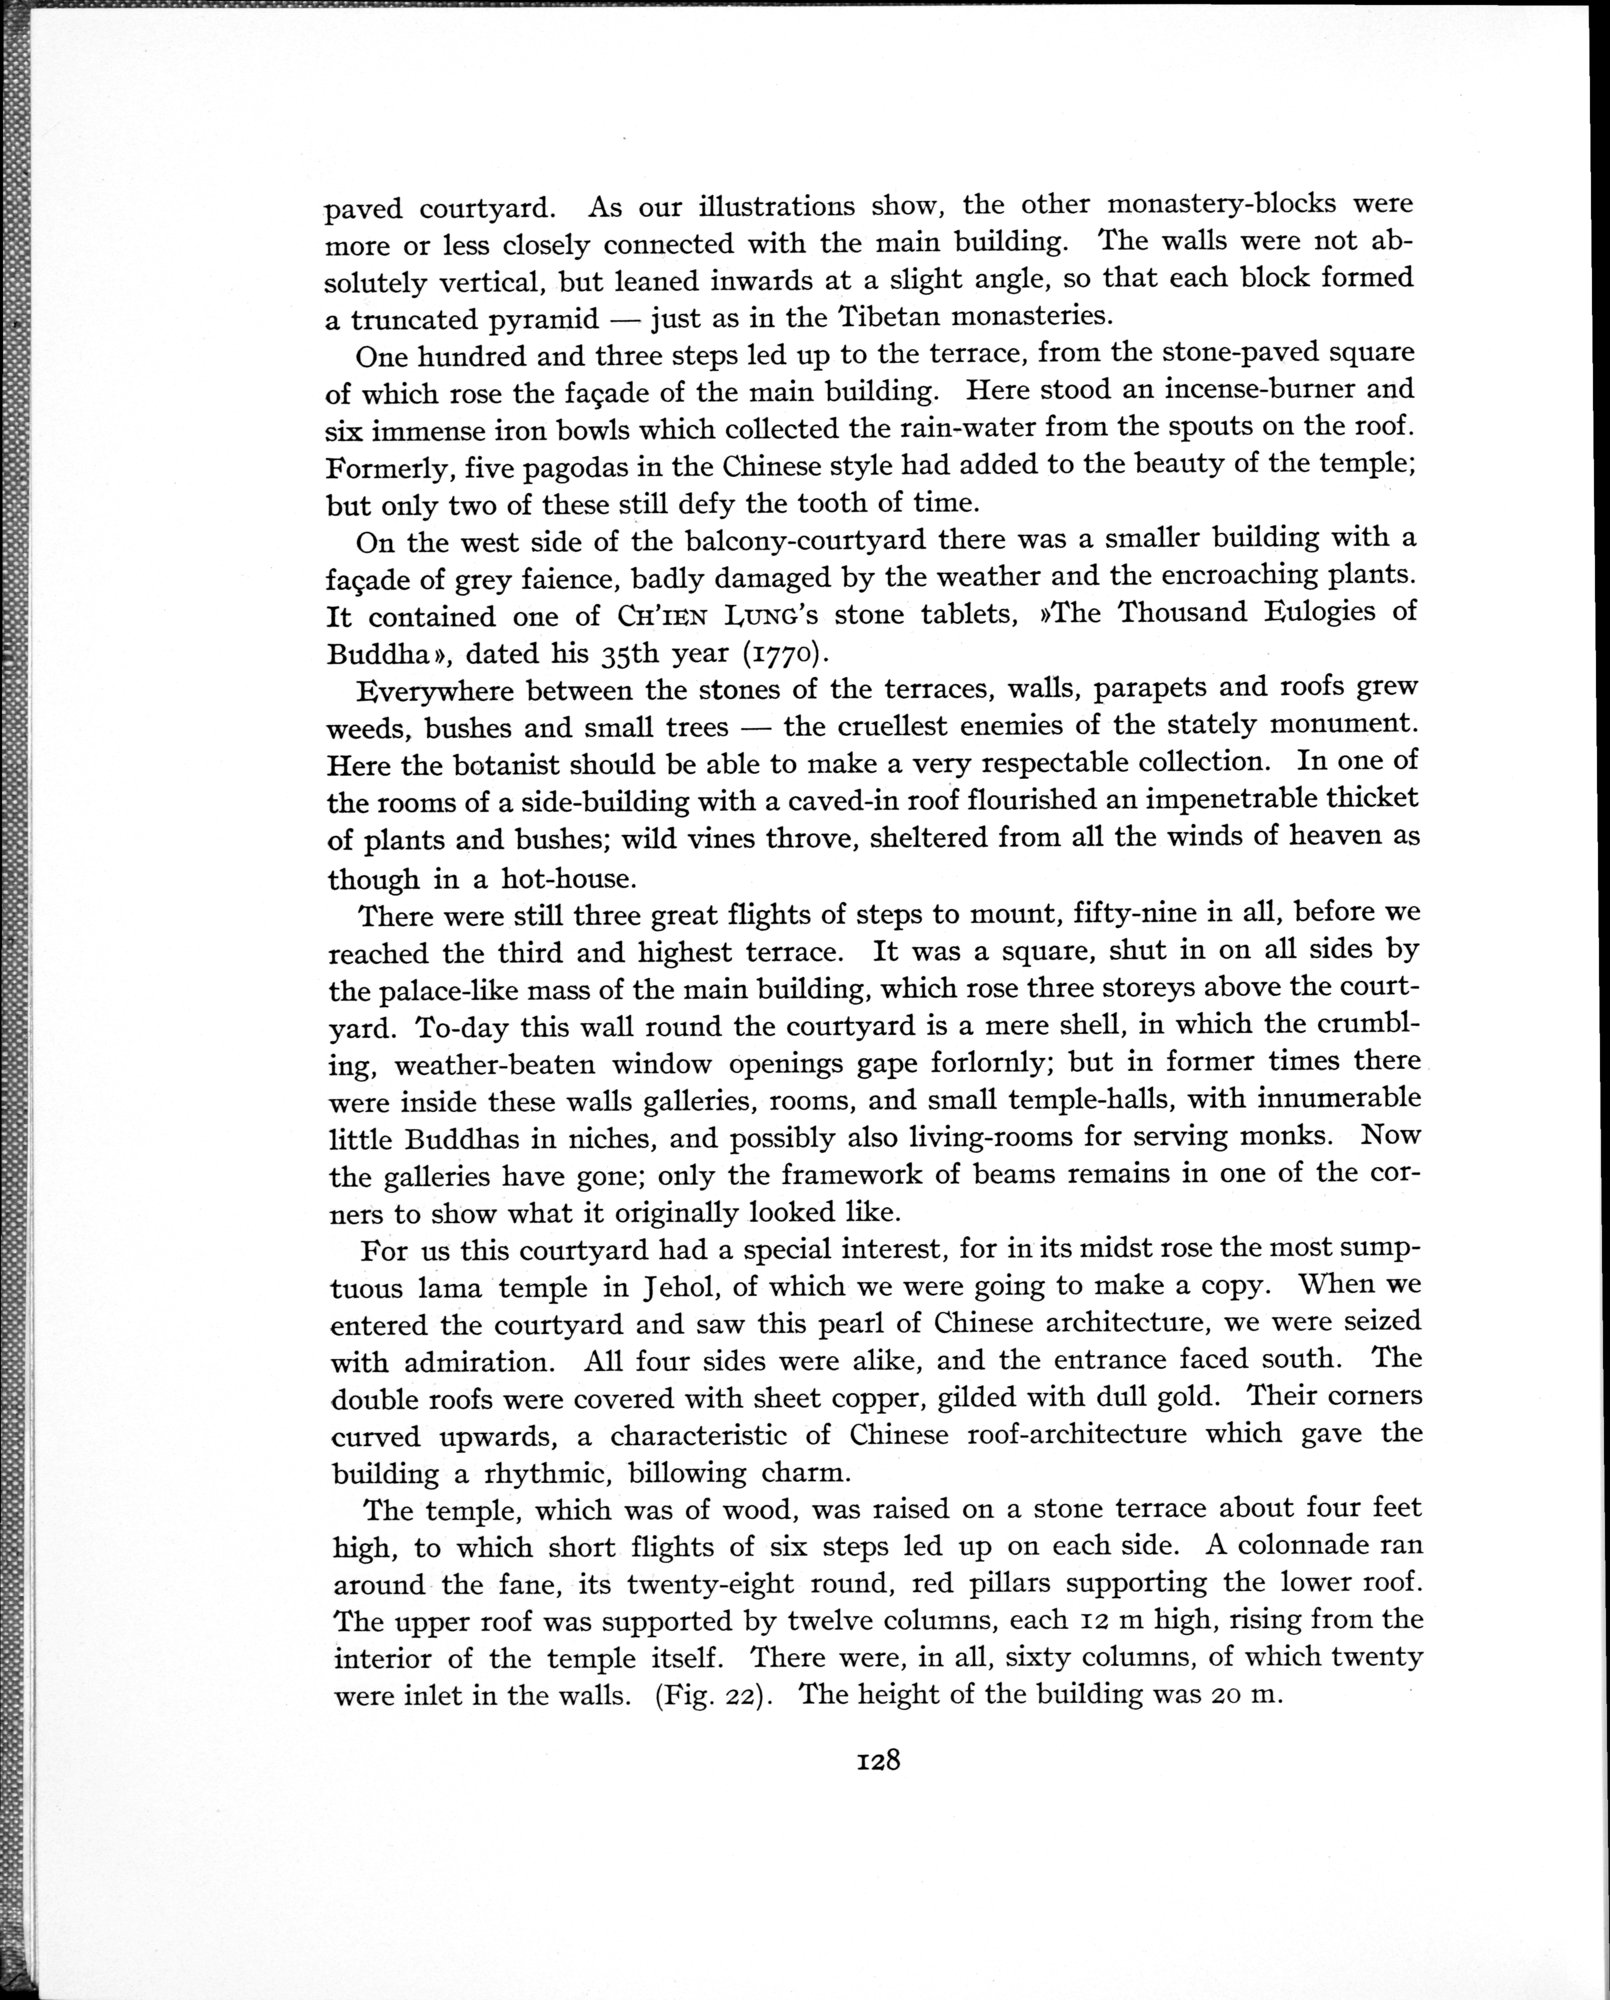 paved courtyard. As our illustrations show, the other monastery-blocks were
more or less closely connected with the main building. The walls were not ab-
solutely vertical, but leaned inwards at a slight angle, so that each block formed
a truncated pyramid — just as in the Tibetan monasteries.
One hundred and three steps led up to the terrace, from the stone-paved square
of which rose the façade of the main building. Here stood an incense-burner and
six immense iron bowls which collected the rain-water from the spouts on the roof.
Formerly, five pagodas in the Chinese style had added to the beauty of the temple;
but only two of these still defy the tooth of time.
On the west side of the balcony-courtyard there was a smaller building with a
façade of grey faience, badly damaged by the weather and the encroaching plants.
It contained one of CH'IEN LUNG's stone tablets, »The Thousand Eulogies of
Buddha», dated his 35th year (1770).
Everywhere between the stones of the terraces, walls, parapets and roofs grew
weeds, bushes and small trees — the cruellest enemies of the stately monument.
Here the botanist should be able to make a very respectable collection. In one of
the rooms of a side-building with a caved-in roof flourished an impenetrable thicket
of plants and bushes; wild vines throve, sheltered from all the winds of heaven as
though in a hot-house.
There were still three great flights of steps to mount, fifty-nine in all, before we
reached the third and highest terrace. It was a square, shut in on all sides by
the palace-like mass of the main building, which rose three storeys above the court-
yard. To-day this wall round the courtyard is a mere shell, in which the crumbl-
ing, weather-beaten window openings gape forlornly; but in former times there
were inside these walls galleries, rooms, and small temple-halls, with innumerable
little Buddhas in niches, and possibly also living-rooms for serving monks. Now
the galleries have gone; only the framework of beams remains in one of the cor-
ners to show what it originally looked like.
For us this courtyard had a special interest, for in its midst rose the most sump-
tuous lama temple in Jehol, of which we were going to make a copy. When we
entered the courtyard and saw this pearl of Chinese architecture, we were seized
with admiration. All four sides were alike, and the entrance faced south. The
double roofs were covered with sheet copper, gilded with dull gold. Their corners
curved upwards, a characteristic of Chinese roof-architecture which gave the
building a rhythmic, billowing charm.
The temple, which was of wood, was raised on a stone terrace about four feet
high, to which short flights of six steps led up on each side. A colonnade ran
around the fane, its twenty-eight round, red pillars supporting the lower roof.
The upper roof was supported by twelve columns, each 12 m high, rising from the
interior of the temple itself. There were, in all, sixty columns, of which twenty
were inlet in the walls. (Fig. 22). The height of the building was 20 m.
128